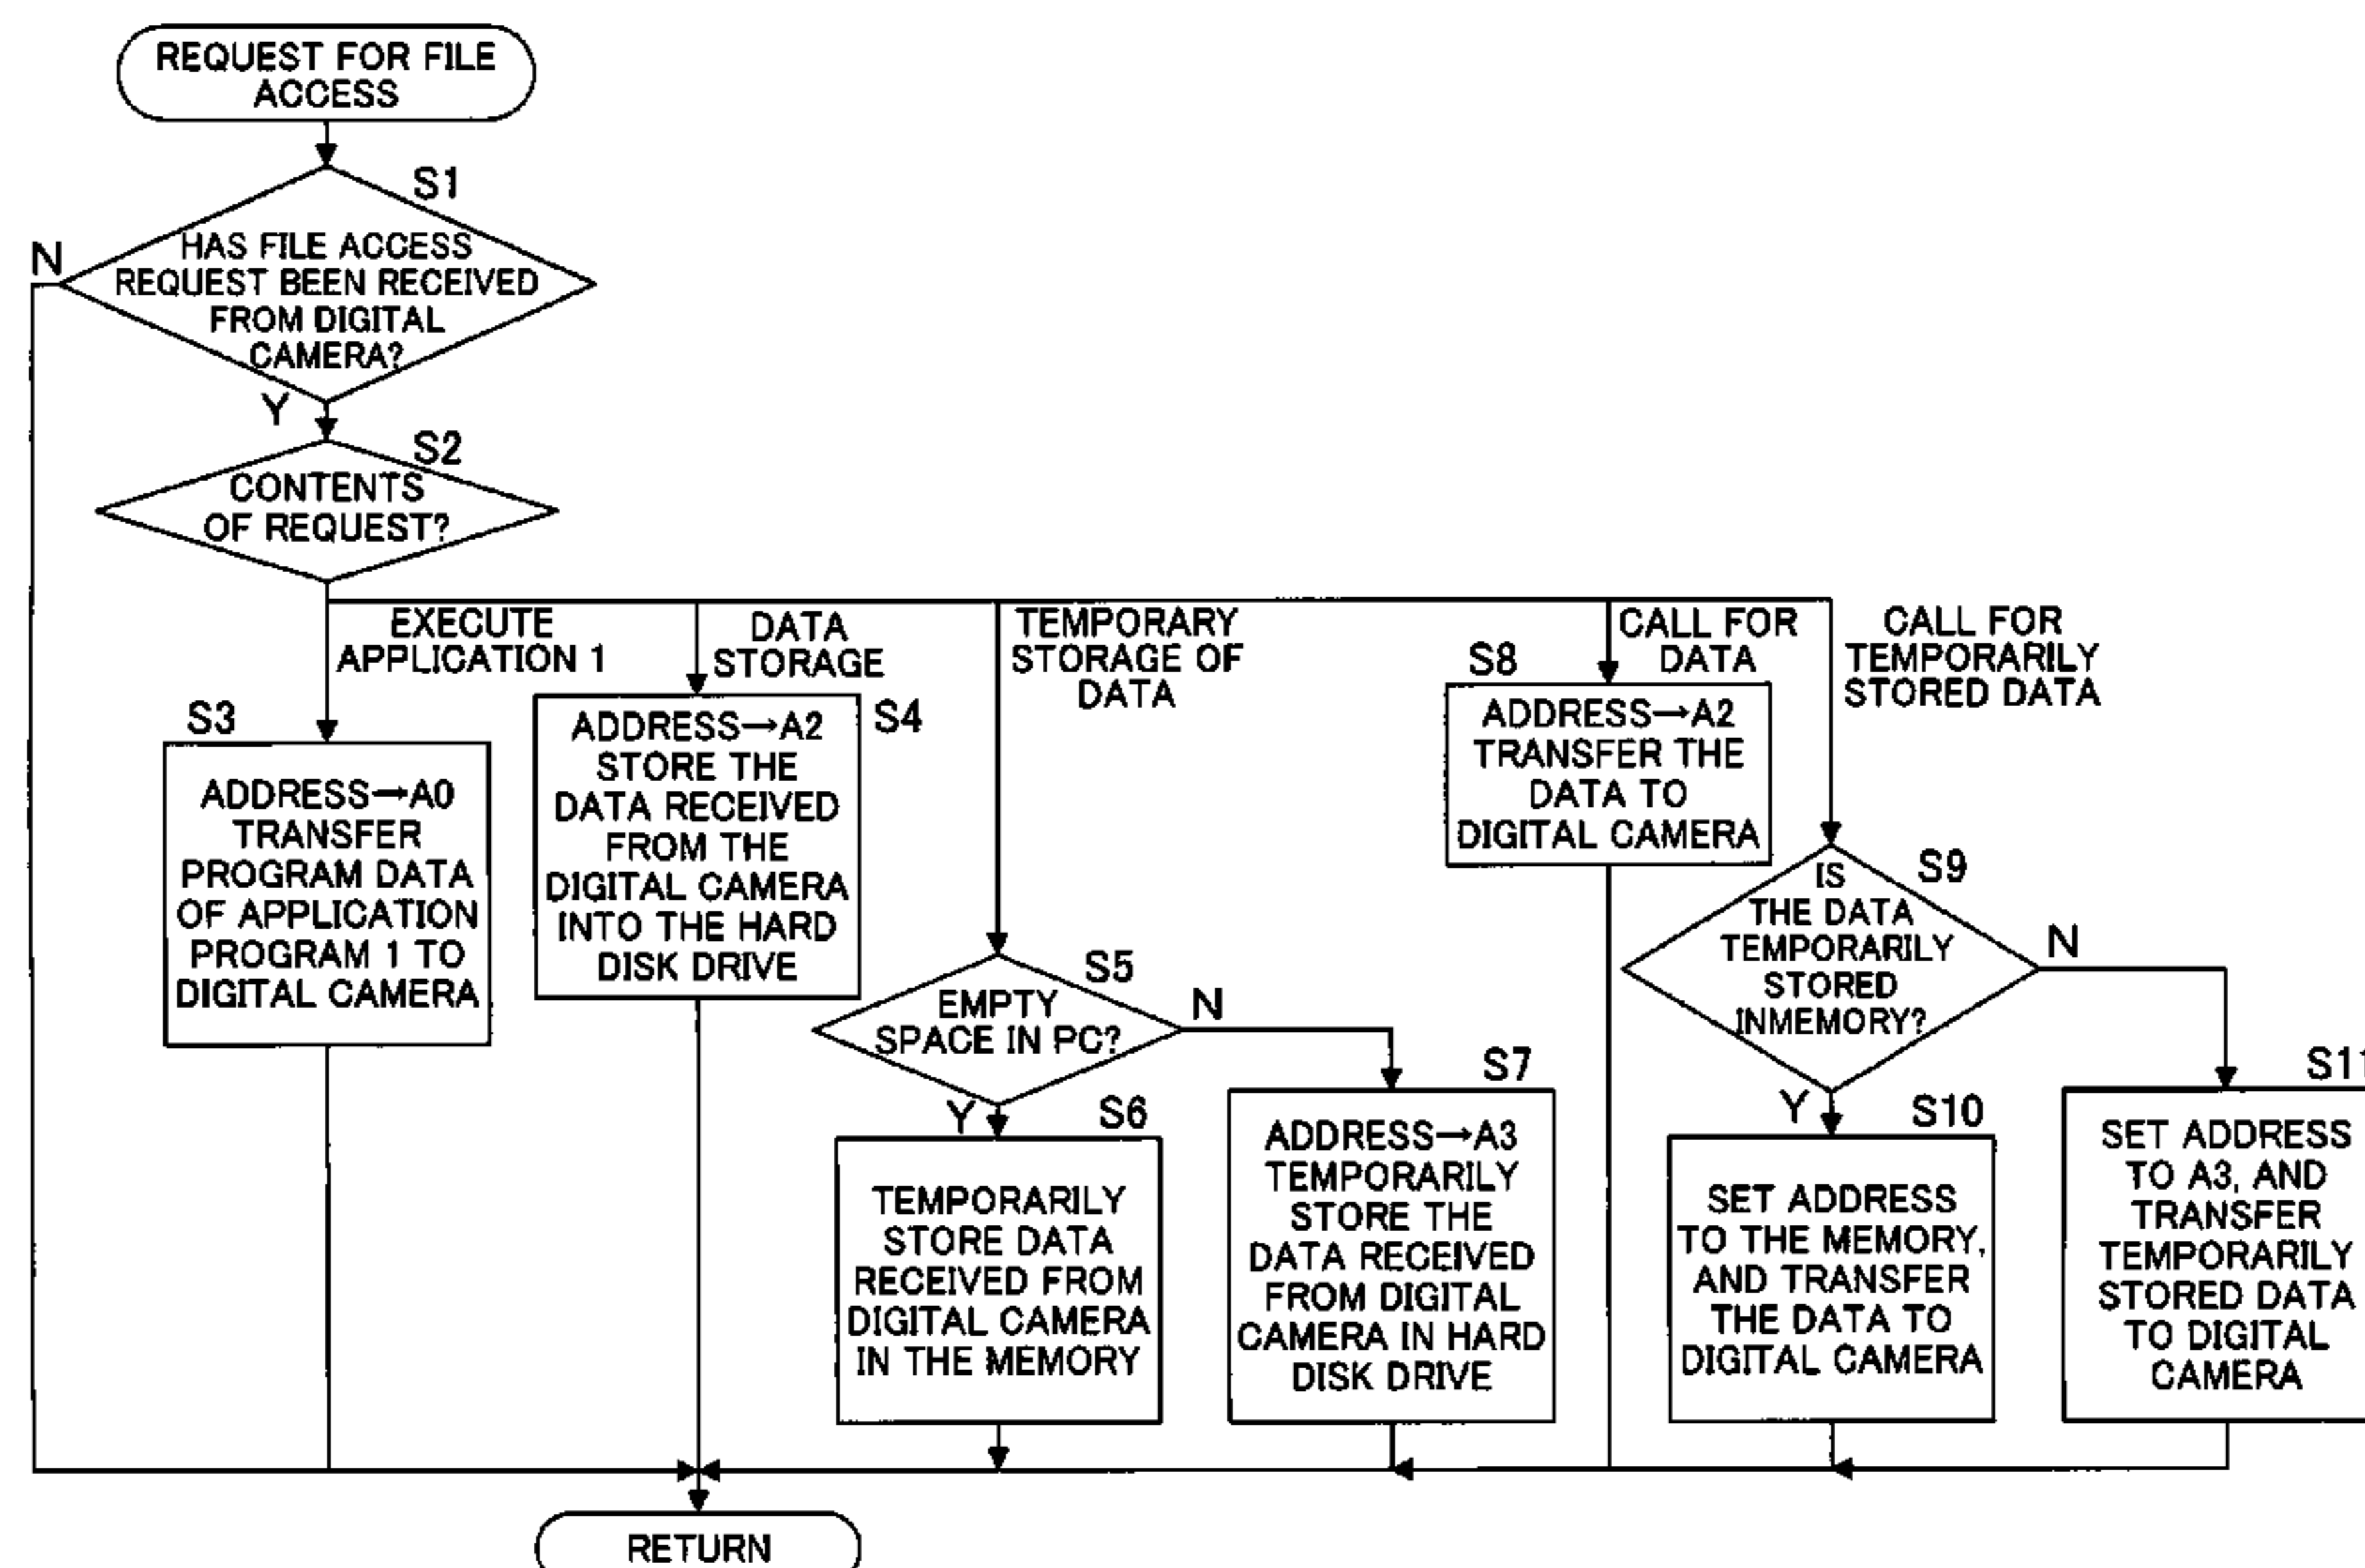 REQUEST FOR FILE
ACCESS
S1
N
HAS FILE ACCESS
REQUEST BEEN RECEIVED
FROM DIGITAL
CAMERA?
Y
S2
CONTENTS
OF REQUEST?
EXECUTE
APPLICATION 1
DATA
STORAGE
TEMPORARY
STORAGE OF
DATA
CALL FOR
DATA
CALL FOR
TEMPORARILY
STORED DATA
S3
ADDRESS→A0
TRANSFER
PROGRAM DATA
OF APPLICATION
PROGRAM 1 TO
DIGITAL CAMERA
S4
ADDRESS→A2
STORE THE
DATA RECEIVED
FROM THE
DIGITAL CAMERA
INTO THE HARD
DISK DRIVE
S5
EMPTY
SPACE IN PC?
N
Y
S6
TEMPORARILY
STORE DATA
RECEIVED FROM
DIGITAL CAMERA
IN THE MEMORY
S7
ADDRESS→A3
TEMPORARILY
STORE THE
DATA RECEIVED
FROM DIGITAL
CAMERA IN HARD
DISK DRIVE
S8
ADDRESS→A2
TRANSFER THE
DATA TO
DIGITAL CAMERA
S9
IS
THE DATA
TEMPORARILY
STORED
INMEMORY?
N
Y
S10
SET ADDRESS
TO THE MEMORY,
AND TRANSFER
THE DATA TO
DIGITAL CAMERA
S11
SET ADDRESS
TO A3, AND
TRANSFER
TEMPORARILY
STORED DATA
TO DIGITAL
CAMERA
RETURN